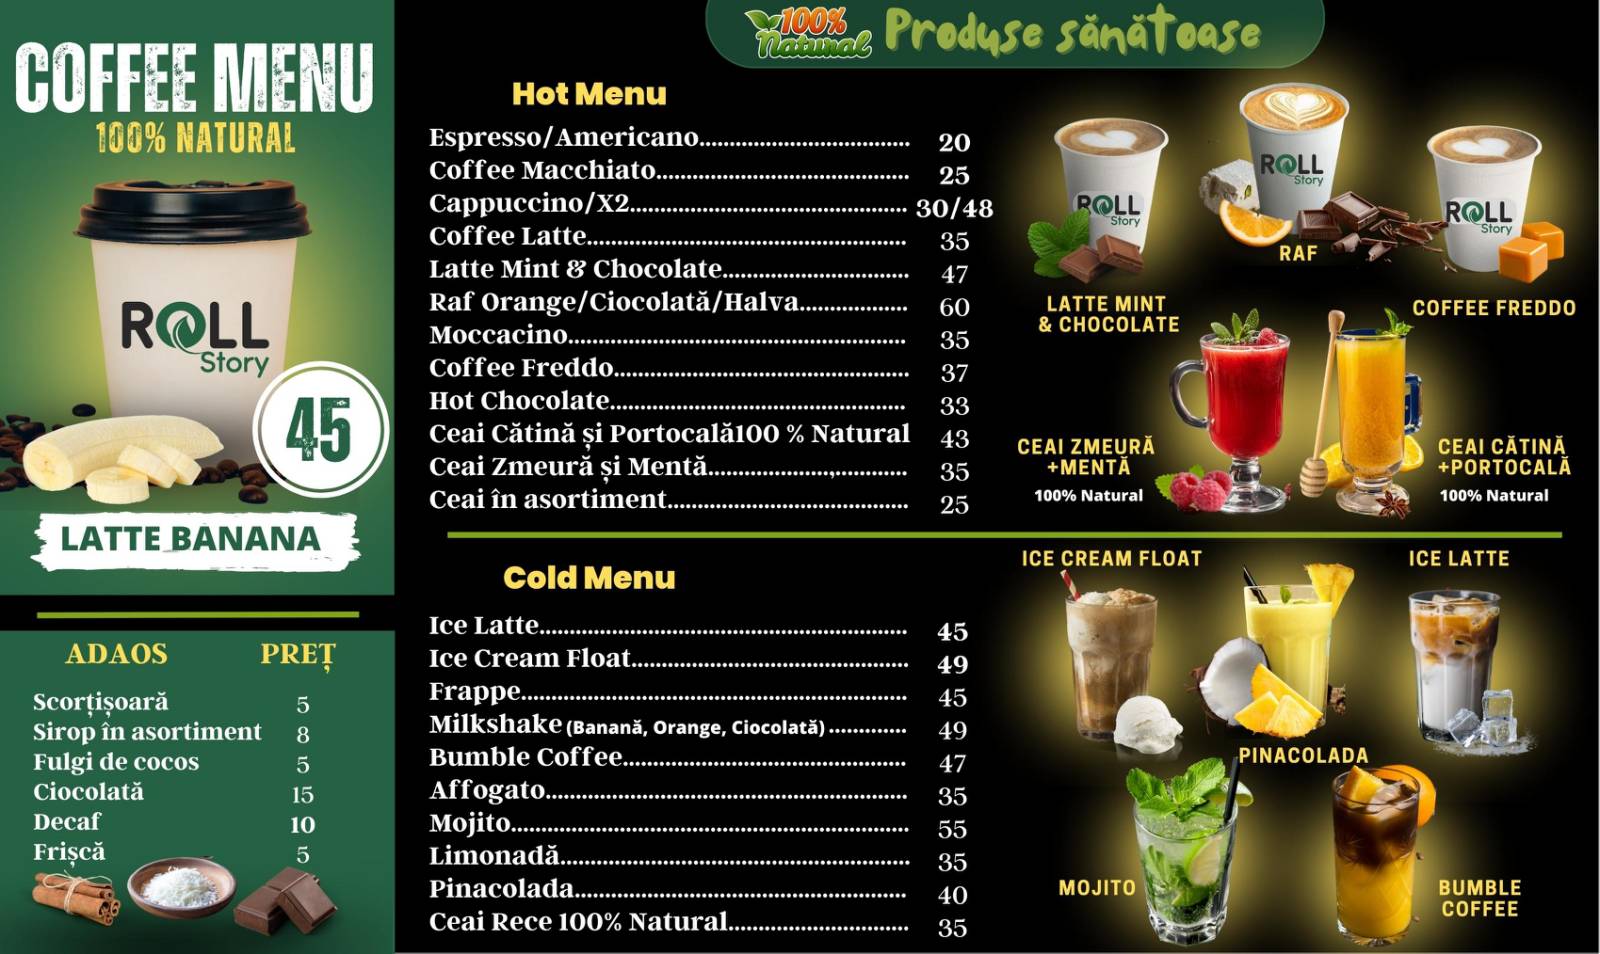 COFFEE MENU
100% NATURAL
ROLL
Story
45
LATTE BANANA
ADAOS PREȚ
Scorțișoară 5
Sirop în asortiment 8
Fulgi de cocos 5
Ciocolată 15
Decaf 10
Frișcă 5
100% Natural Produse sănătoase
Hot Menu
Espresso/Americano................................... 20
Coffee Macchiato.......................................... 25
Cappuccino/X2.............................................. 30/48
Coffee Latte..................................................... 35
Latte Mint & Chocolate............................... 47
Raf Orange/Ciocolată/Halva.................. 60
Moccacino........................................................ 35
Coffee Freddo................................................. 37
Hot Chocolate................................................. 33
Ceai Cătină și Portocală100 % Natural 43
Ceai Zmeură și Mentă.....................,............ 35
Ceai în asortiment........................................ 25
ROLL
Story
LATTE MINT
& CHOCOLATE
ROLL
Story
RAF
ROLL
Story
COFFEE FREDDO
CEAI ZMEURĂ
+MENTĂ
100% Natural
CEAI CĂTINĂ
+PORTOCALĂ
100% Natural
Cold Menu
Ice Latte............................................................. 45
Ice Cream Float.............................................. 49
Frappe................................................................ 45
Milkshake (Banană, Orange, Ciocolată) ............. 49
Bumble Coffee................................................ 47
Affogato............................................................ 35
Mojito.................................................................. 55
Limonadă.......................................................... 35
Pinacolada....................................................... 40
Ceai Rece 100% Natural.............................. 35
ICE CREAM FLOAT
ICE LATTE
PINACOLADA
MOJITO
BUMBLE
COFFEE